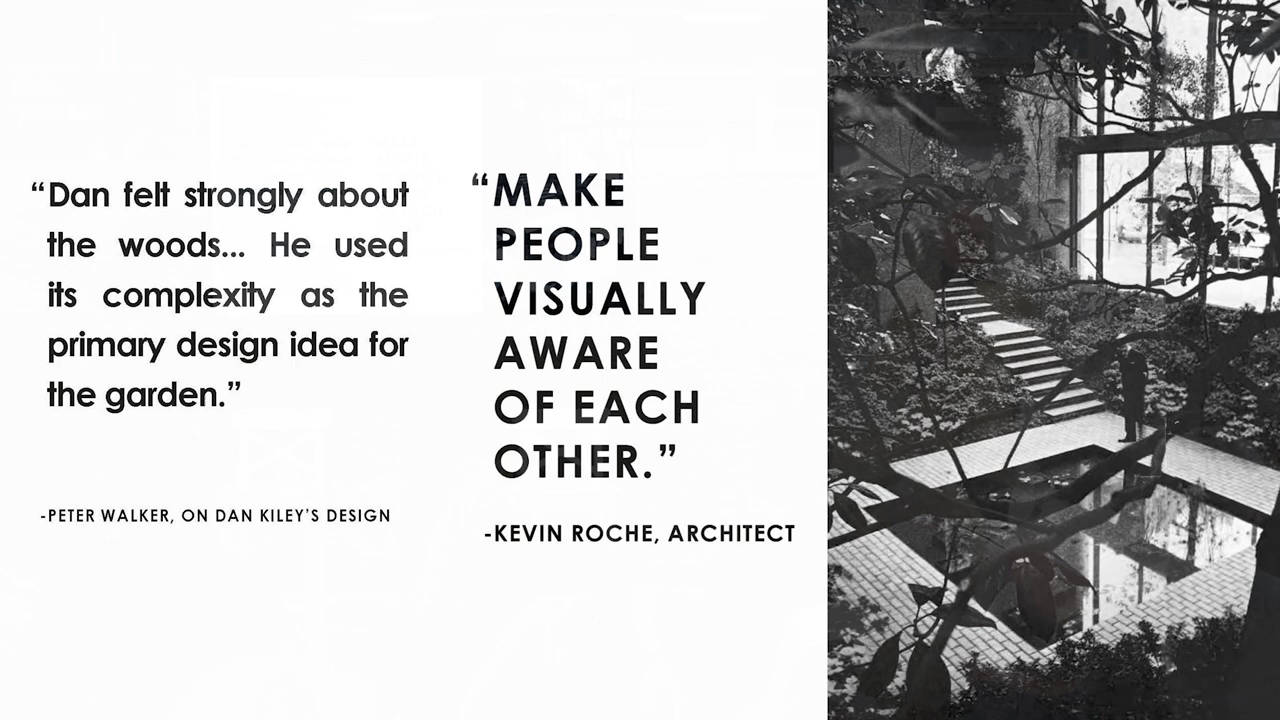 “Dan felt strongly about
the woods... He used
its complexity as the
primary design idea for
the garden.”
-PETER WALKER, ON DAN KILEY’S DESIGN
“MAKE
PEOPLE
VISUALLY
AWARE
OF EACH
OTHER.”
-KEVIN ROCHE, ARCHITECT